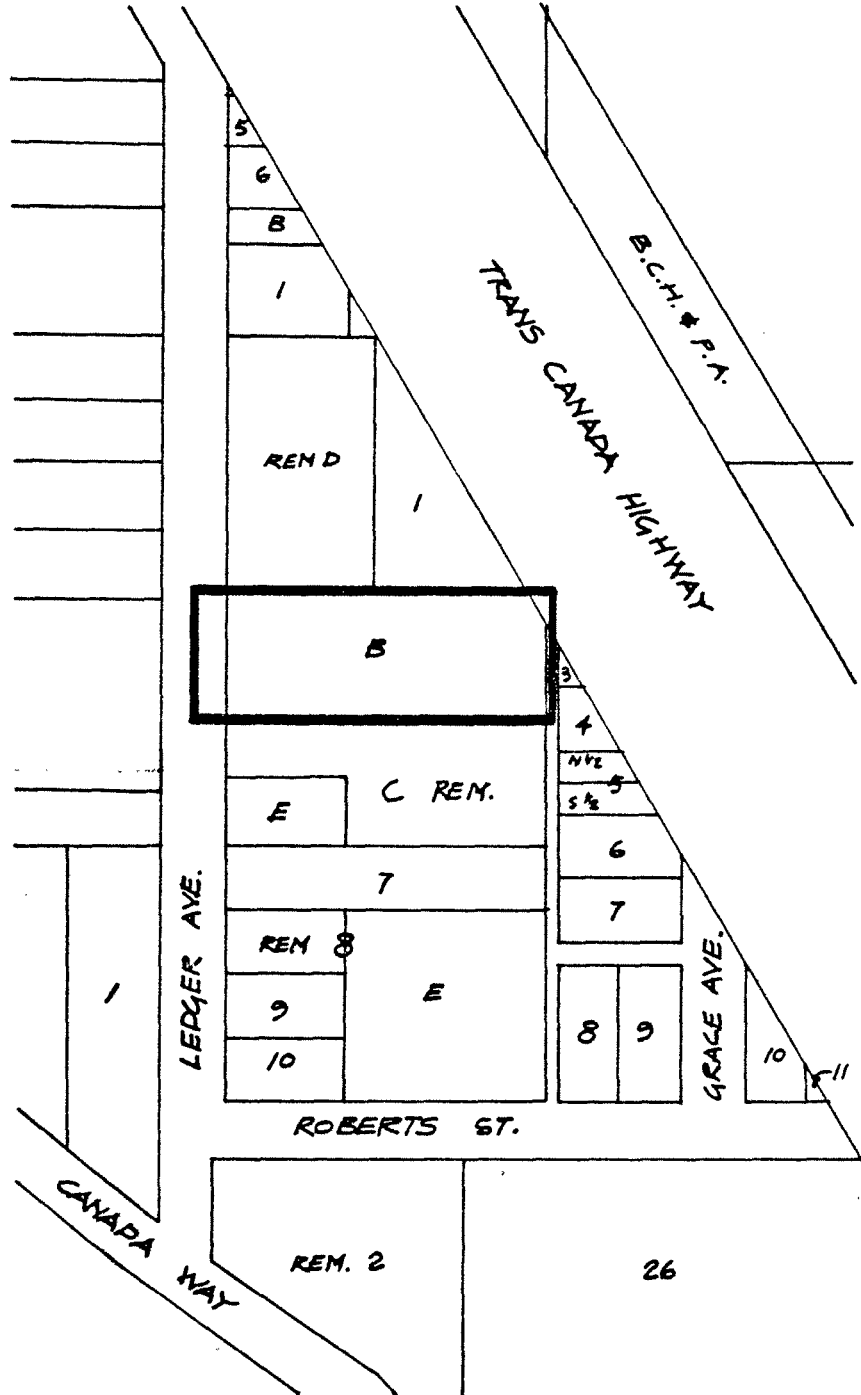 5
6
B
1
B.C.H. & P.A.
TRANS CANADA HIGHWAY
REM D
1
B
3
4
N½
5
S½
C REM.
E
6
7
7
LEDGER AVE.
REM 8
E
1
9
8
9
GRACE AVE.
10
10
11
ROBERTS ST.
CANADA WAY
REM. 2
26